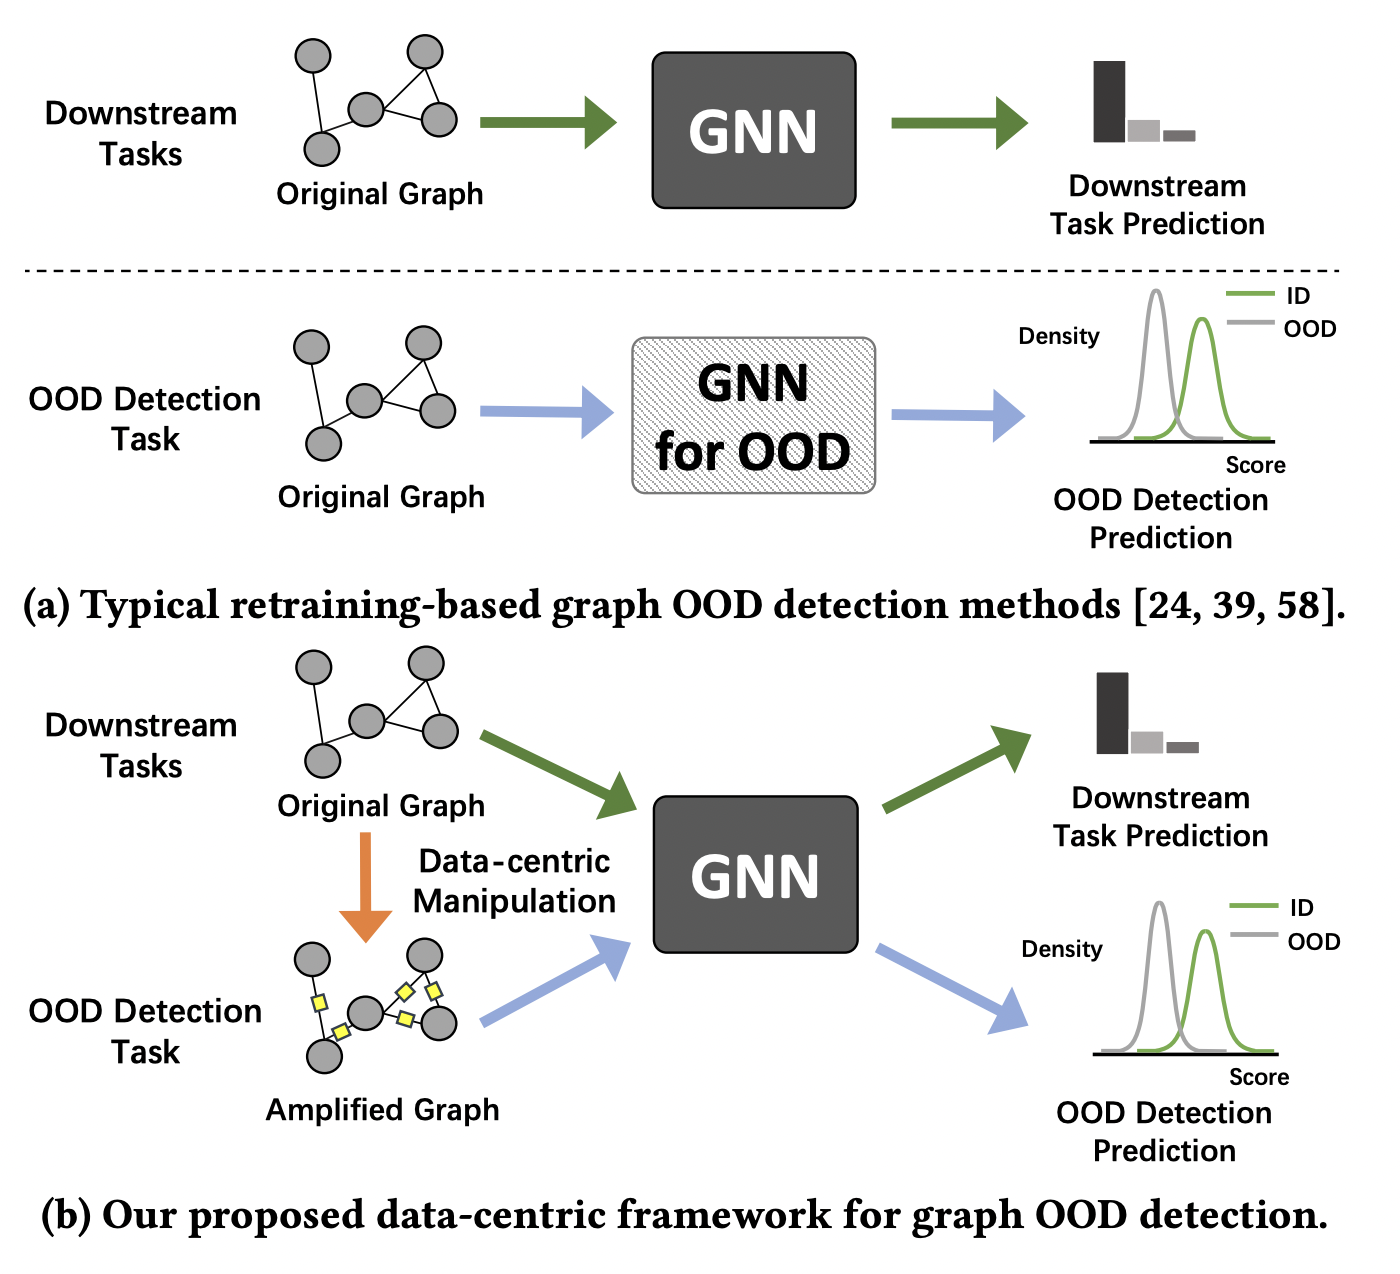 Downstream
Tasks
Original Graph
GNN
Downstream
Task Prediction
OOD Detection
Task
Original Graph
GNN
for OOD
Density
ID
OOD
Score
OOD Detection
Prediction
(a) Typical retraining-based graph OOD detection methods [24, 39, 58].
Downstream
Tasks
Original Graph
Data-centric
Manipulation
GNN
Downstream
Task Prediction
OOD Detection
Task
Amplified Graph
Density
ID
OOD
Score
OOD Detection
Prediction
(b) Our proposed data-centric framework for graph OOD detection.